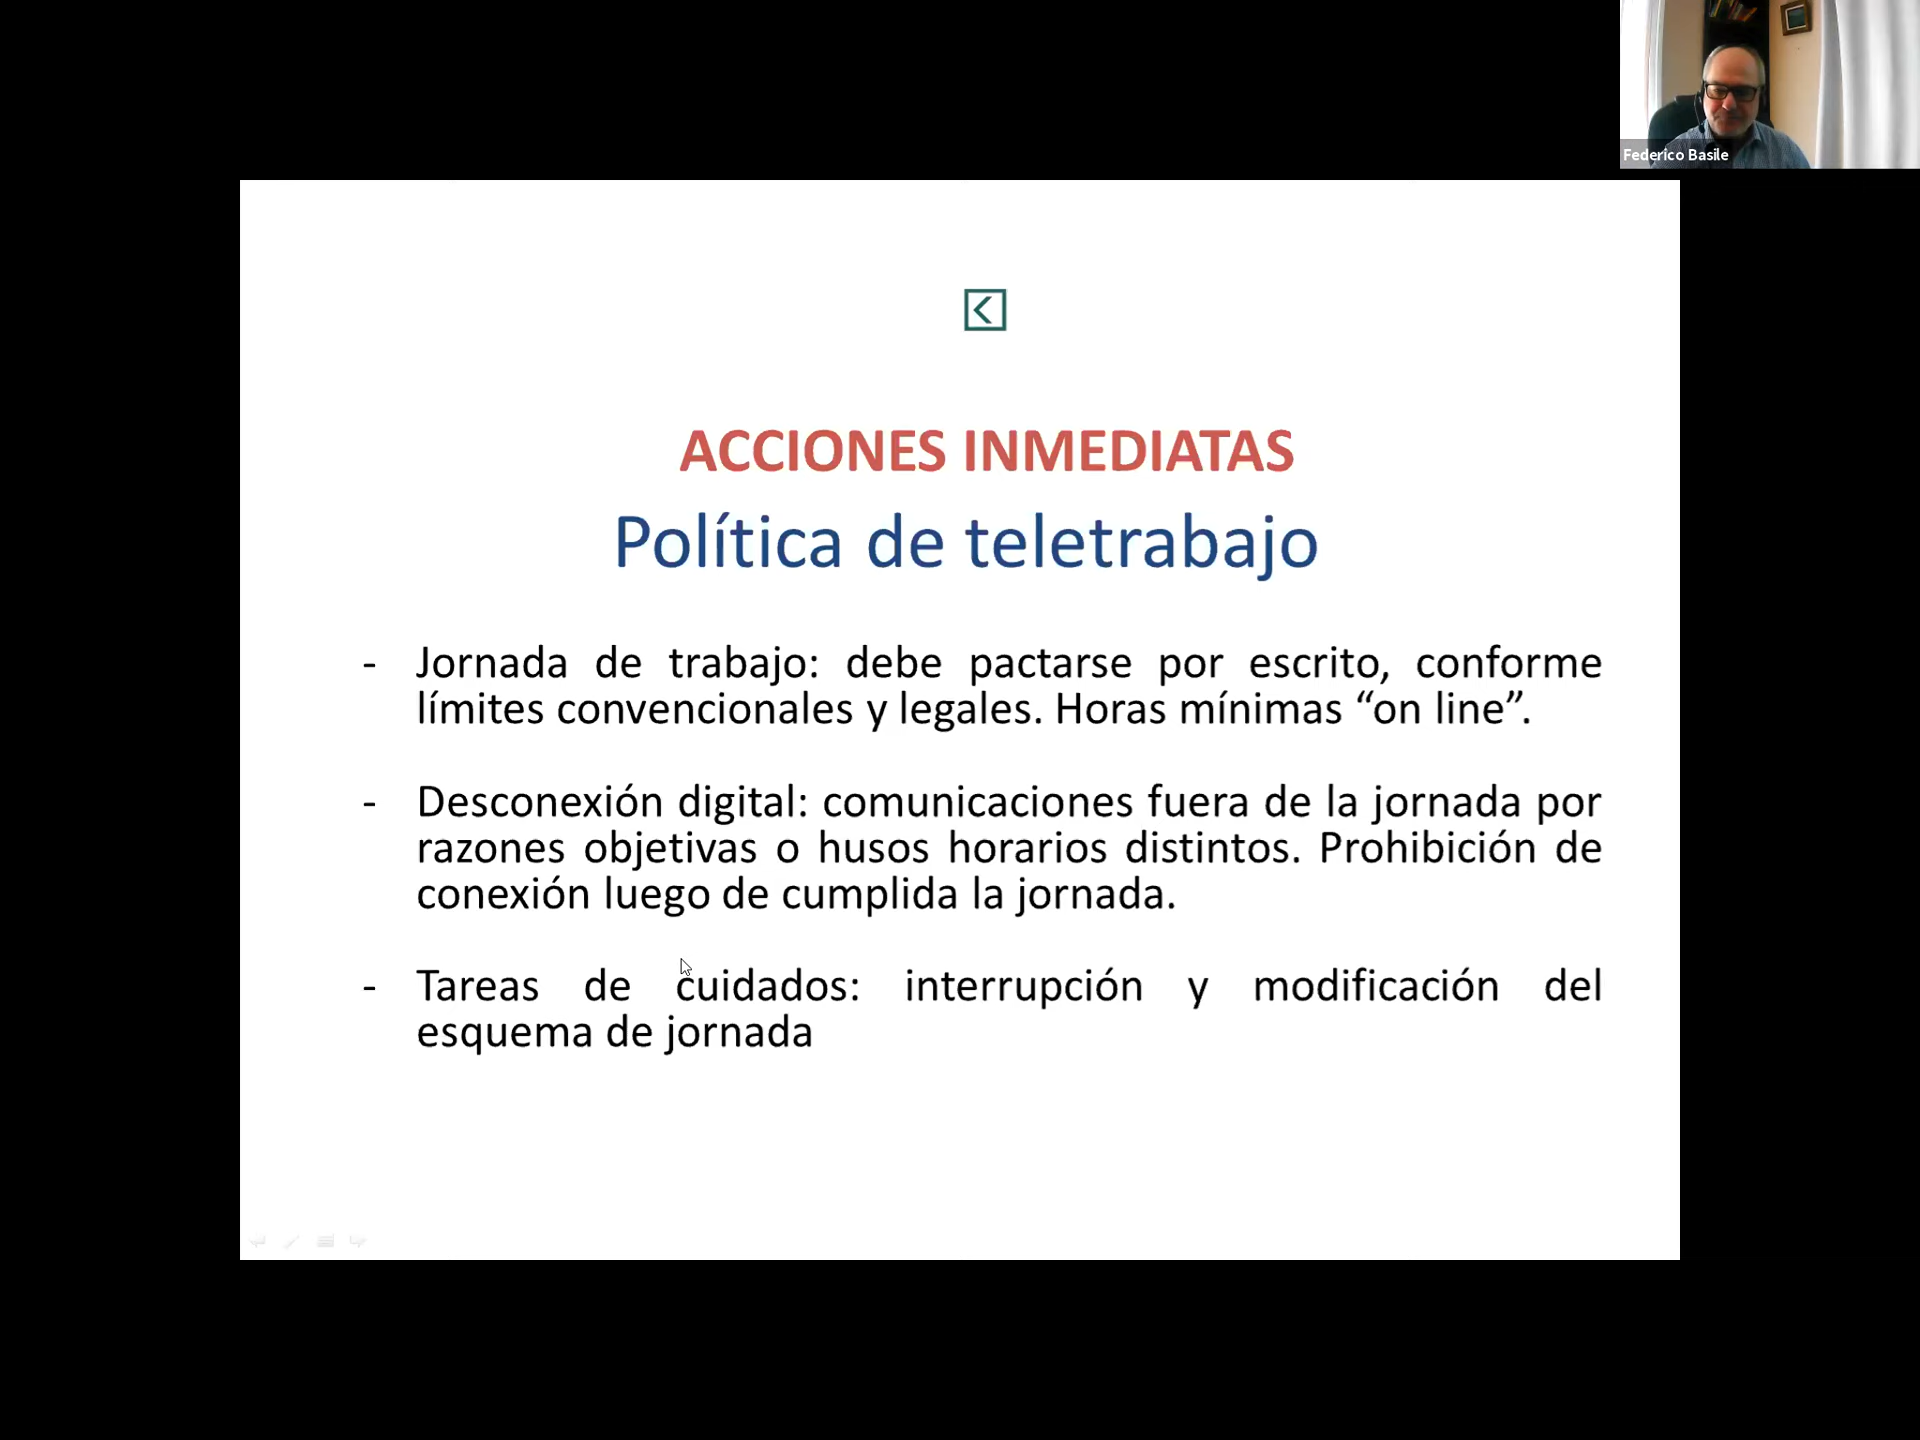 Federico Basile
ACCIONES INMEDIATAS
Política de teletrabajo
- Jornada de trabajo: debe pactarse por escrito, conforme
límites convencionales y legales. Horas mínimas “on line”.
- Desconexión digital: comunicaciones fuera de la jornada por
razones objetivas o husos horarios distintos. Prohibición de
conexión luego de cumplida la jornada.
- Tareas de cuidados: interrupción y modificación del
esquema de jornada